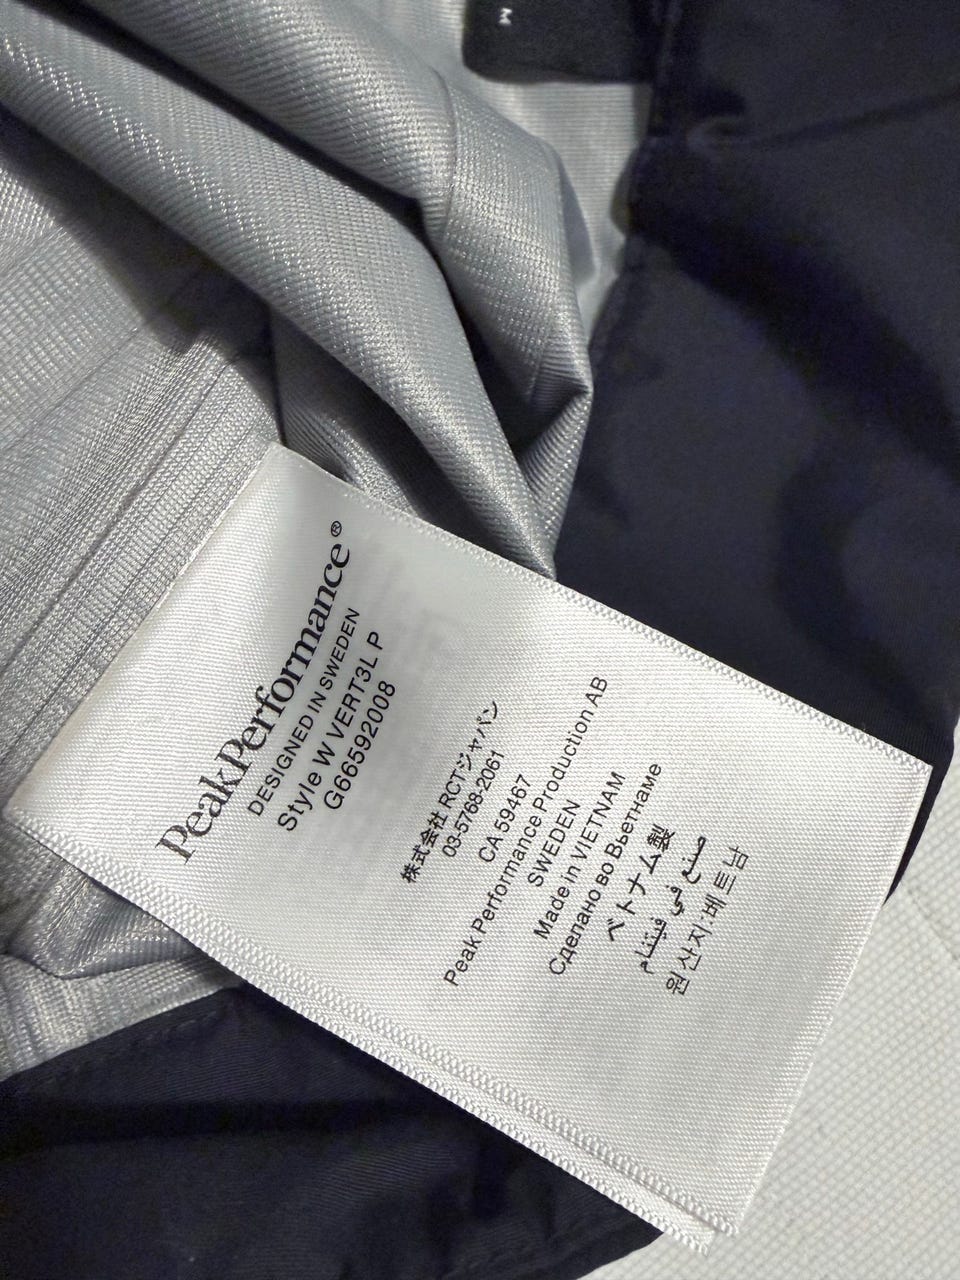 M
PeakPerformance®
DESIGNED IN SWEDEN
Style W VERT3L P
G66592008
株式会社 RCTジャパン
03-5768-2061
CA 59467
Peak Performance Production AB
SWEDEN
Made in VIETNAM
Сделано во Вьетнаме
ベトナム製
صنع في فيتنام
원산지:베트남